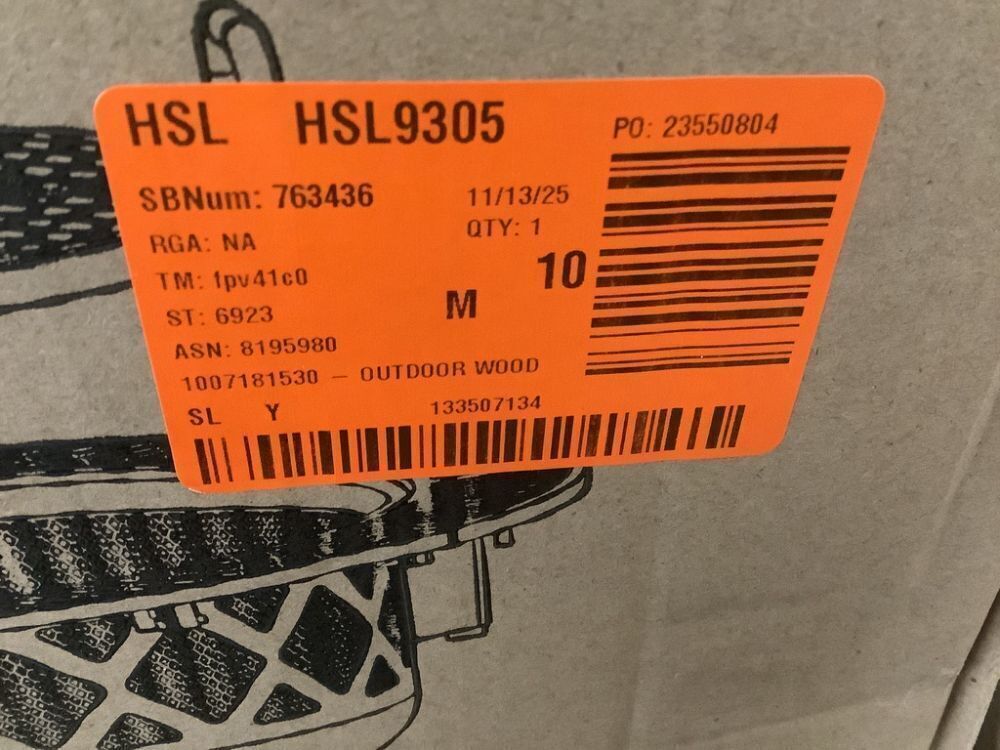 HSL HSL9305
PO: 23550804
SBNum: 763436
11/13/25
RGA: NA
QTY: 1
TM: fpv41c0
10
ST: 6923
M
ASN: 8195980
1007181530 – OUTDOOR WOOD
SL Y 133507134